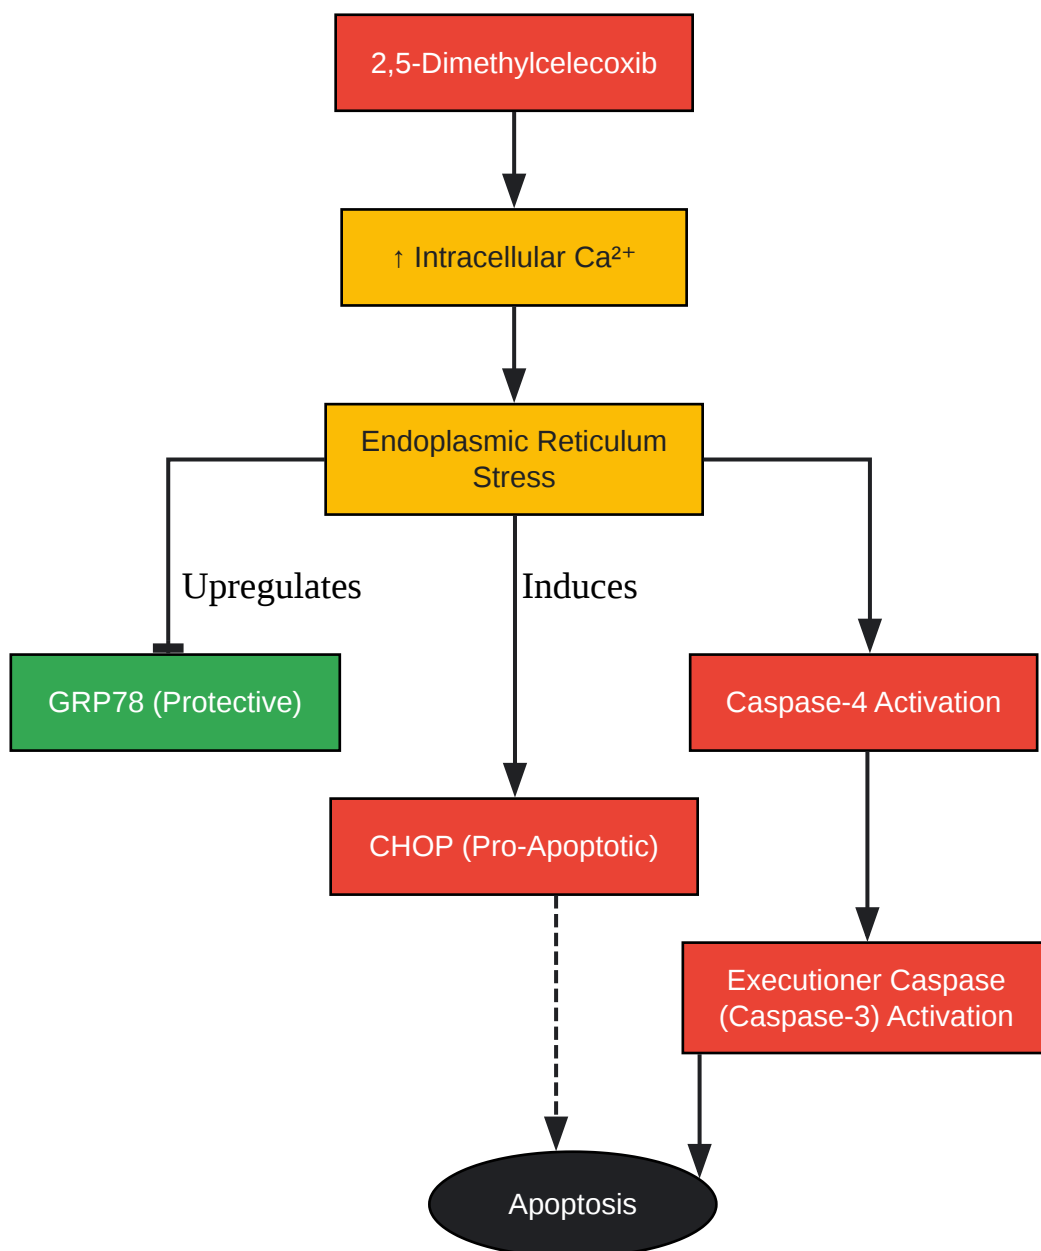 2,5-Dimethylcelecoxib
↑ Intracellular Ca²⁺
Endoplasmic Reticulum
Stress
Upregulates
Induces
GRP78 (Protective)
Caspase-4 Activation
CHOP (Pro-Apoptotic)
Executioner Caspase
(Caspase-3) Activation
Apoptosis